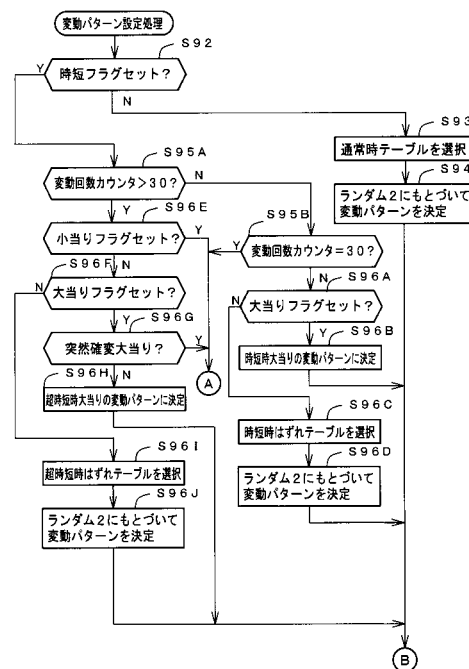 変動パターン設定処理
S92
時短フラグセット？
Y
N
S93
通常時テーブルを選択
S94
ランダム2にもとづいて
変動パターンを決定
S95A
変動回数カウンタ>30?
N
Y
S96E
小当りフラグセット？
Y
N
S95B
変動回数カウンタ=30?
Y
N
S96F
大当りフラグセット？
N
Y
S96A
大当りフラグセット？
N
Y
S96G
突然確変大当り？
Y
N
S96B
時短時大当の変動パターンに決定
A
S96H
超時短時大当の変動パターンに決定
S96C
時短時はずれテーブルを選択
S96D
ランダム2にもとづいて
変動パターンを決定
S96I
超時短時はずれテーブルを選択
S96J
ランダム2にもとづいて
変動パターンを決定
B